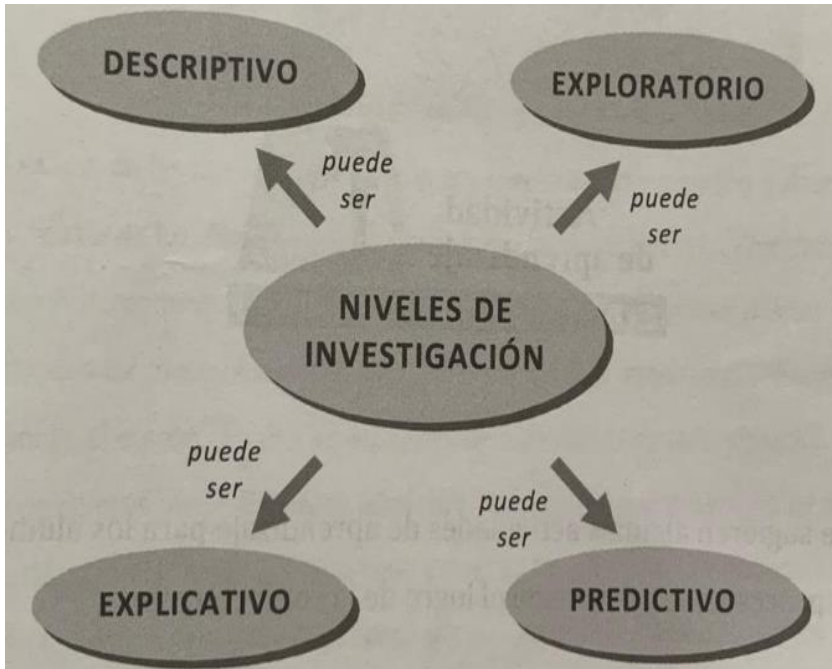 DESCRIPTIVO
EXPLORATORIO
puede
ser
puede
ser
NIVELES DE
INVESTIGACIÓN
puede
ser
puede
ser
EXPLICATIVO
PREDICTIVO